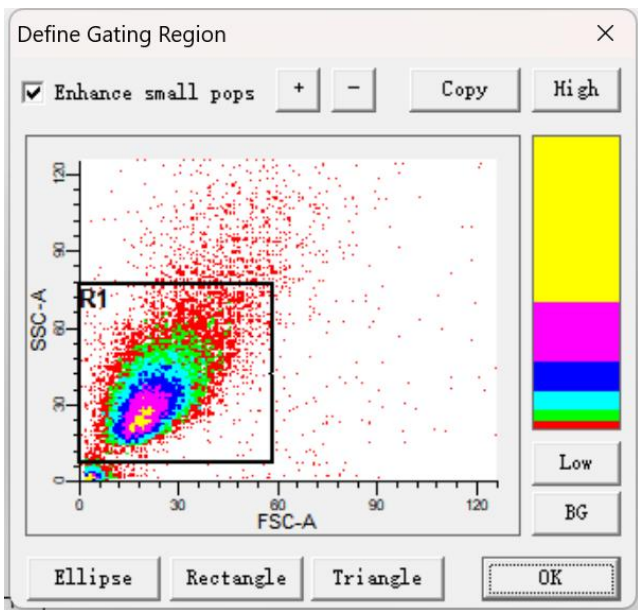 Define Gating Region
Enhance small pops + - Copy High
120
90
60
30
0
SSC-A
R1
0 30 60 90 120
FSC-A
Low
BG
Ellipse Rectangle Triangle OK